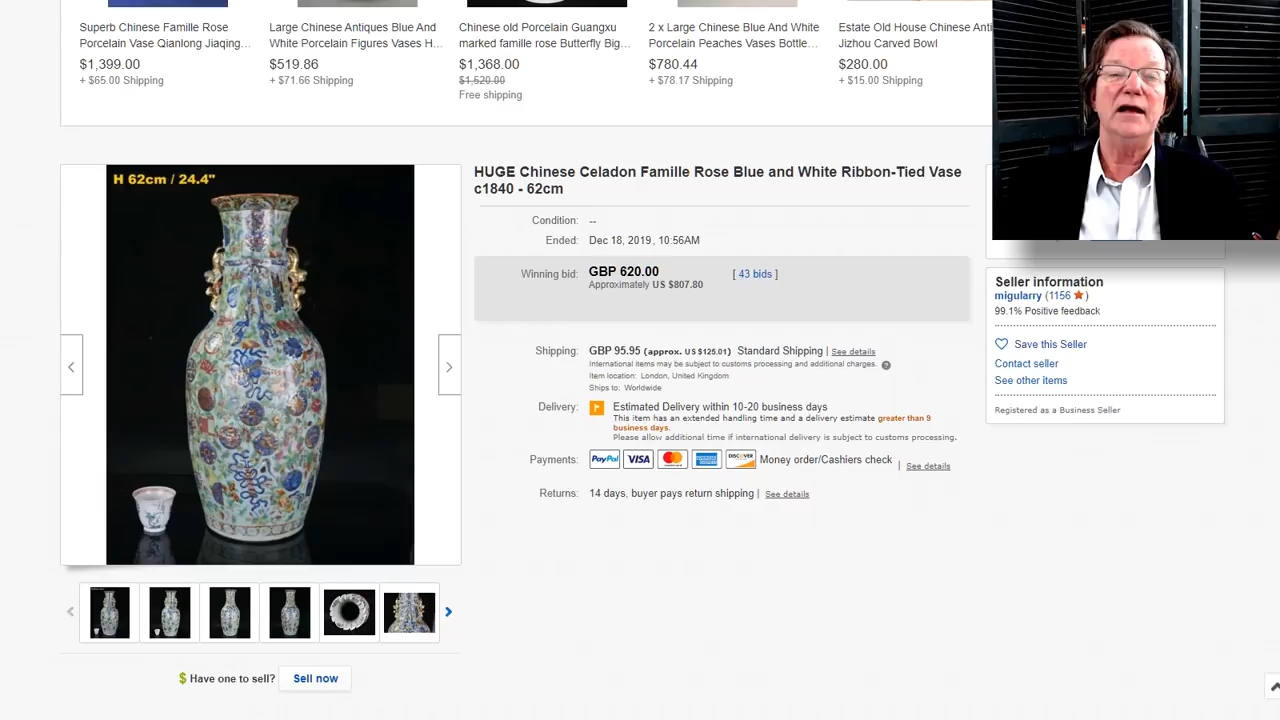 Superb Chinese Famille Rose
Porcelain Vase Qianlong Jiaqing...
$1,399.00
+ $65.00 Shipping
Large Chinese Antiques Blue And
White Porcelain Figures Vases H...
$519.86
+ $71.66 Shipping
Chinese old Porcelain Guangxu
marked famille rose Butterfly Big...
$1,368.00
$1,520.00
Free shipping
2 x Large Chinese Blue And White
Porcelain Peaches Vases Bottle...
$780.44
+ $78.17 Shipping
Estate Old House Chinese Anti
Jizhou Carved Bowl
$280.00
+ $15.00 Shipping
H 62cm / 24.4"
HUGE Chinese Celadon Famille Rose Blue and White Ribbon-Tied Vase
c1840 - 62cm
Condition: --
Ended: Dec 18, 2019 , 10:56AM
Winning bid: GBP 620.00 [ 43 bids ]
Approximately US $807.80
Shipping: GBP 95.95 (approx. US $125.01) Standard Shipping | See details
International items may be subject to customs processing and additional charges. ?
Item location: London, United Kingdom
Ships to: Worldwide
Delivery: Estimated Delivery within 10-20 business days
This item has an extended handling time and a delivery estimate greater than 9
business days.
Please allow additional time if international delivery is subject to customs processing.
Payments: PayPal VISA MasterCard DISCOVER Money order/Cashiers check | See details
Returns: 14 days, buyer pays return shipping | See details
Seller information
migularry (1156 )
99.1% Positive feedback
Save this Seller
Contact seller
See other items
Registered as a Business Seller
$ Have one to sell? Sell now